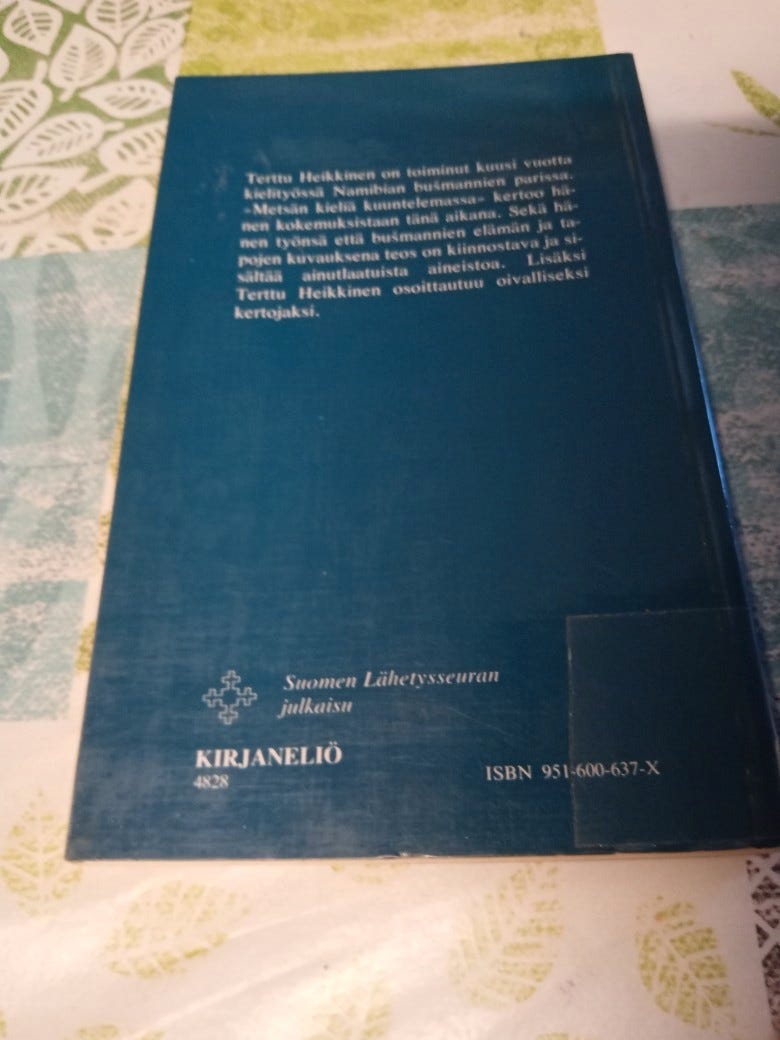 Terttu Heikkinen on toiminut kuusi vuotta
kielityössä Namibian bušmannien parissa.
»Metsän kieliä kuuntelemassa» kertoo hä-
nen kokemuksistaan tänä aikana. Sekä hä-
nen työnsä että bušmannien elämän ja ta-
pojen kuvauksena teos on kiinnostava ja si-
sältää ainutlaatuista aineistoa. Lisäksi
Terttu Heikkinen osoittautuu oivalliseksi
kertojaksi.
Suomen Lähetysseuran
julkaisu
KIRJANELIÖ
4828
ISBN 951-600-637-X